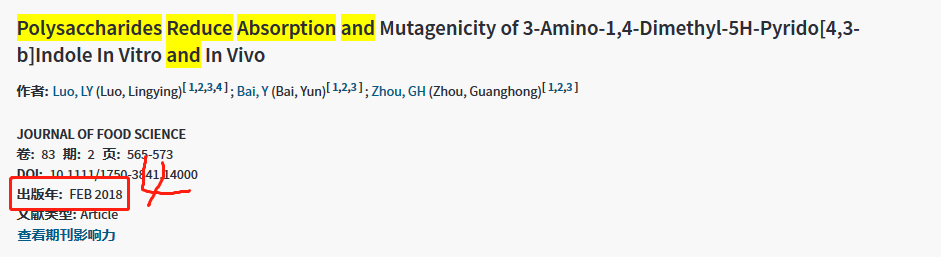 Polysaccharides Reduce Absorption and Mutagenicity of 3-Amino-1,4-Dimethyl-5H-Pyrido[4,3-
b]Indole In Vitro and In Vivo
作者: Luo, LY (Luo, Lingying)[ 1,2,3,4 ] ; Bai, Y (Bai, Yun)[ 1,2,3 ] ; Zhou, GH (Zhou, Guanghong)[ 1,2,3 ]
JOURNAL OF FOOD SCIENCE
卷: 83 期: 2 页: 565-573
DOI: 10.1111/1750-3841.14000
出版年: FEB 2018
4
文献类型: Article
查看期刊影响力